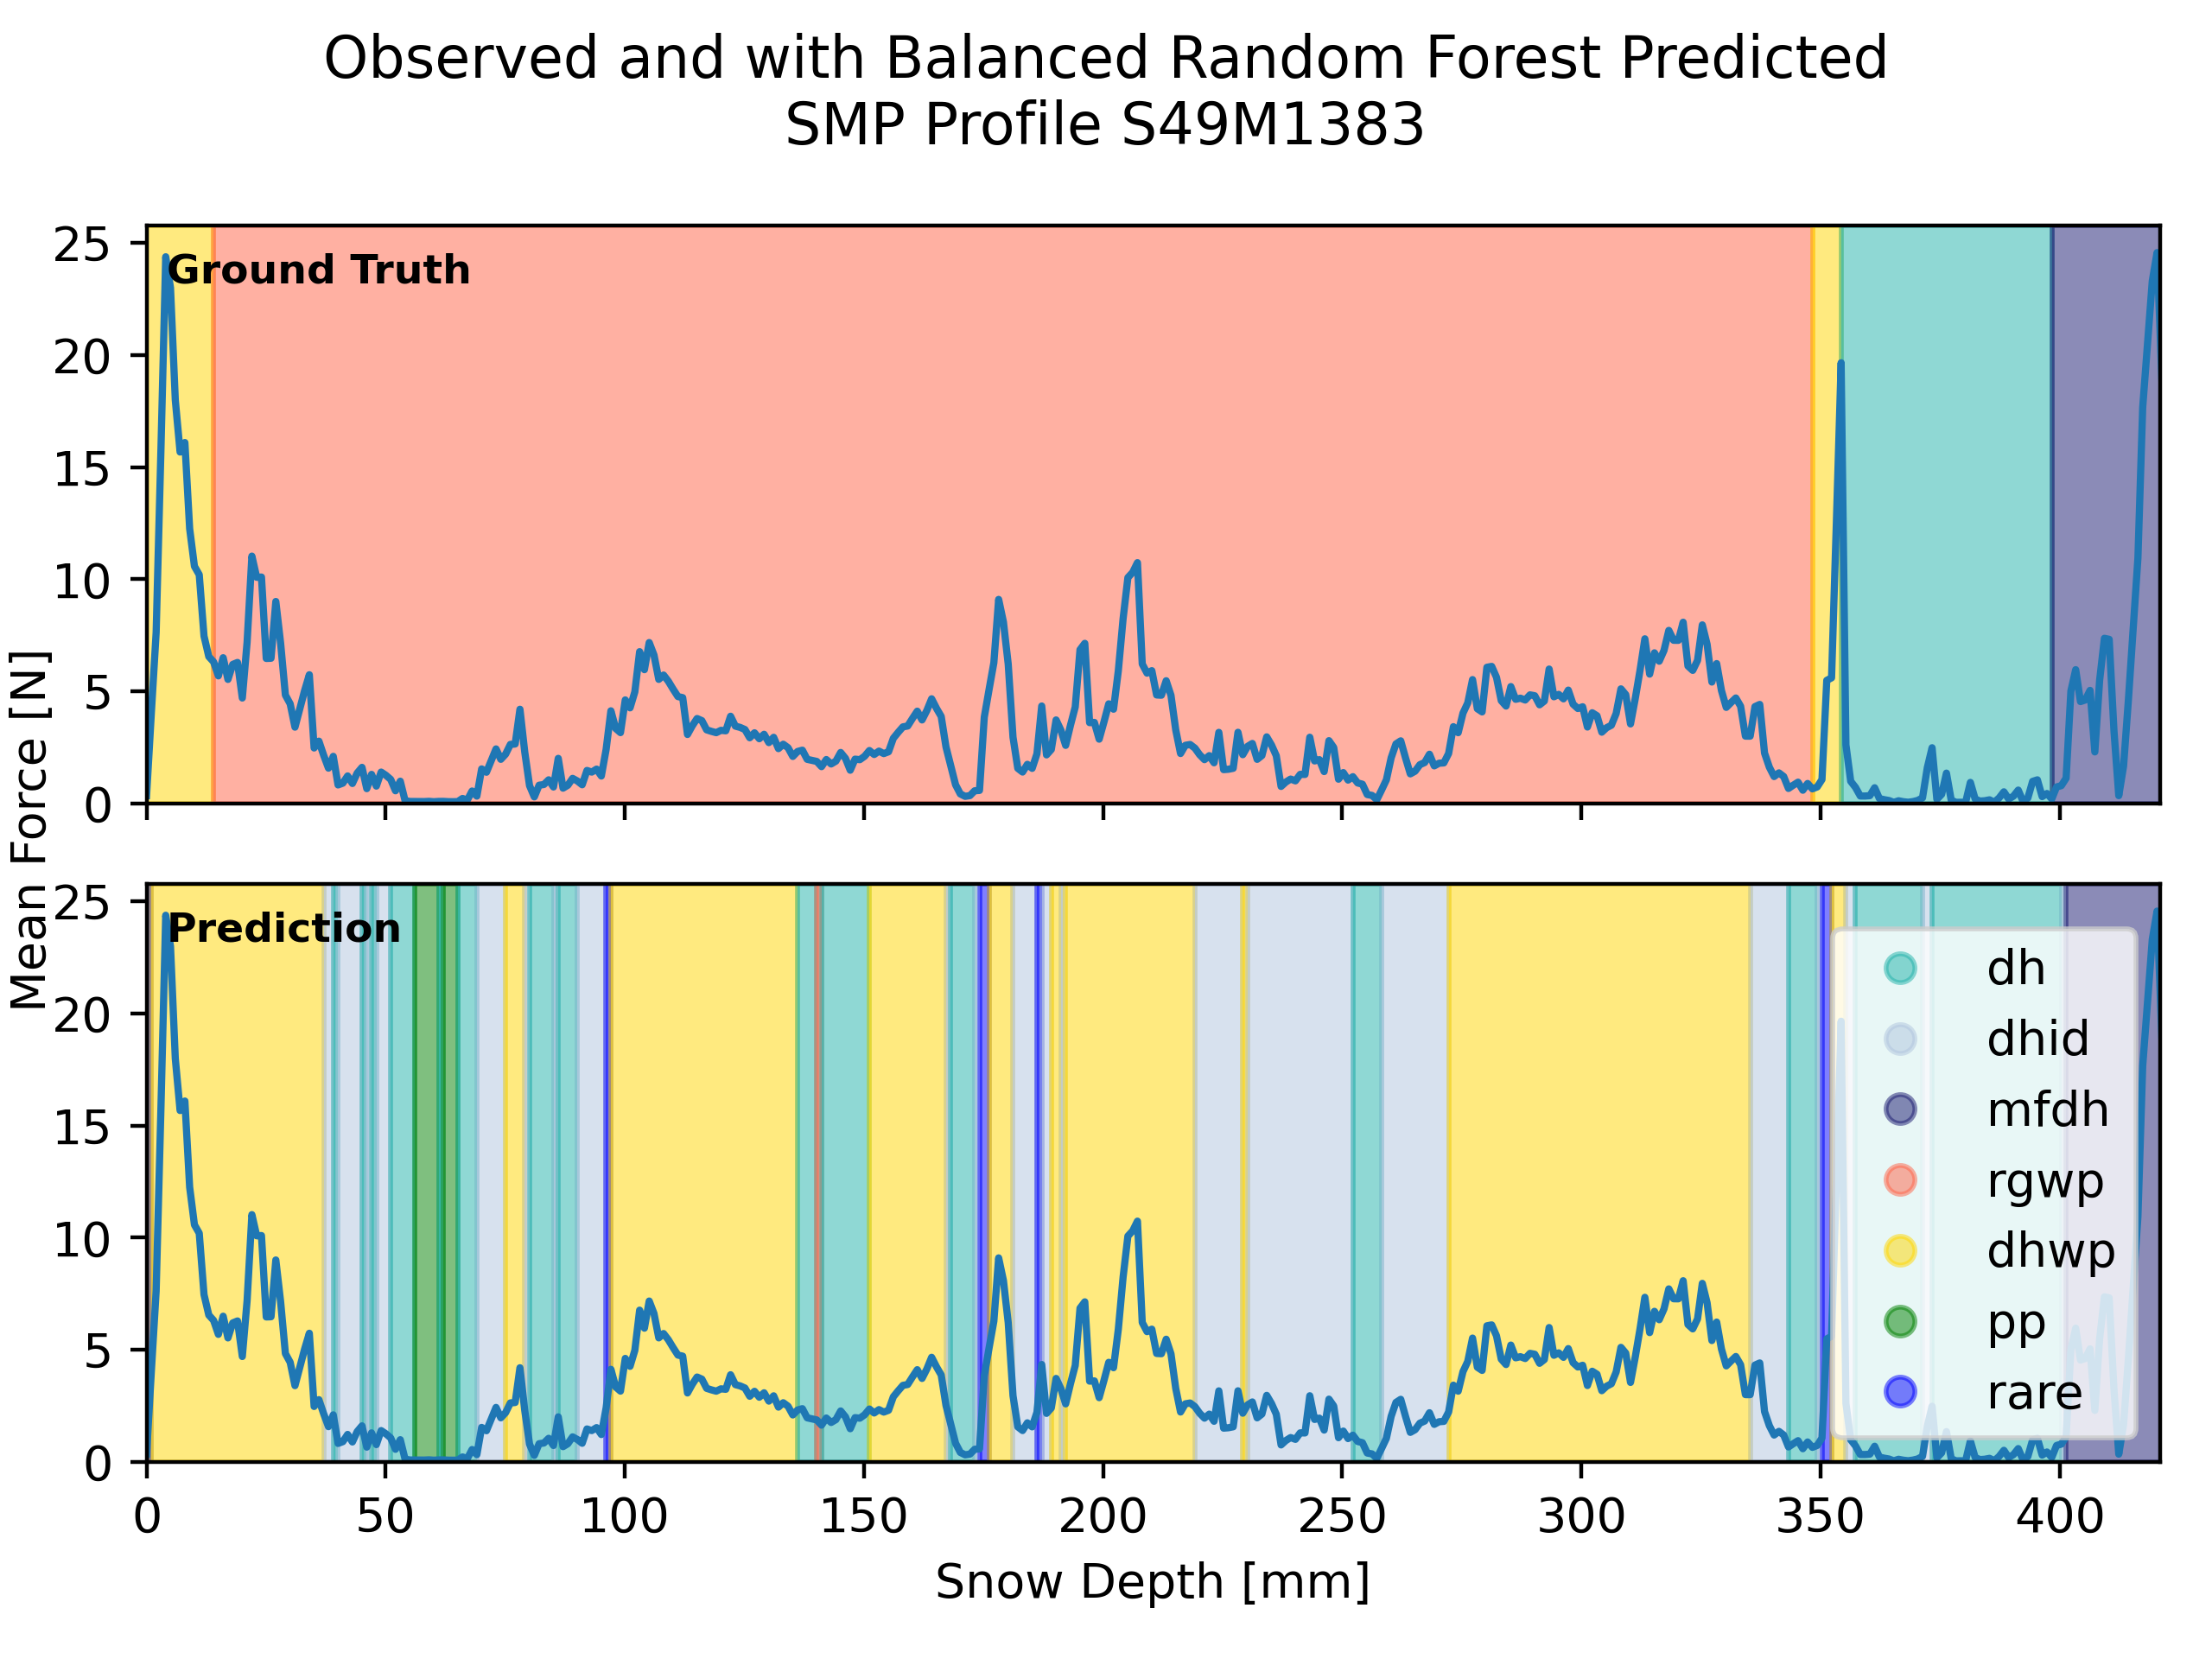 Observed and with Balanced Random Forest Predicted
SMP Profile S49M1383
Mean Force [N]
25
20
15
10
5
0
Ground Truth
25
20
15
10
5
0
Prediction
dh
dhid
mfdh
rgwp
dhwp
pp
rare
0 50 100 150 200 250 300 350 400
Snow Depth [mm]